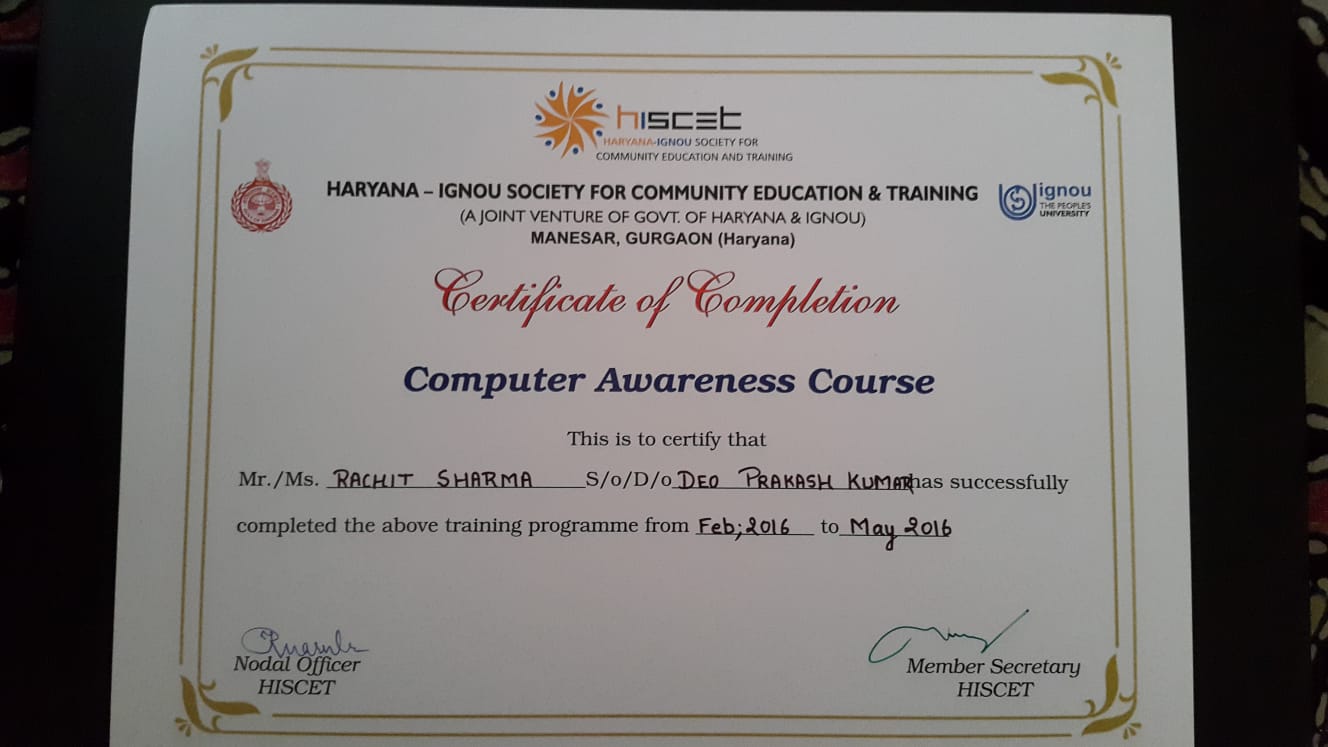 hiscet
HARYANA-IGNOU SOCIETY FOR
COMMUNITY EDUCATION AND TRAINING
HARYANA – IGNOU SOCIETY FOR COMMUNITY EDUCATION & TRAINING
(A JOINT VENTURE OF GOVT. OF HARYANA & IGNOU)
MANESAR, GURGAON (Haryana)
ignou
THE PEOPLE'S
UNIVERSITY
Certificate of Completion
Computer Awareness Course
This is to certify that
Mr./Ms. RACHIT SHARMA S/o/D/o DEO PRAKASH KUMAR has successfully
completed the above training programme from Feb;2016 to May 2016
Nodal Officer
HISCET
Member Secretary
HISCET